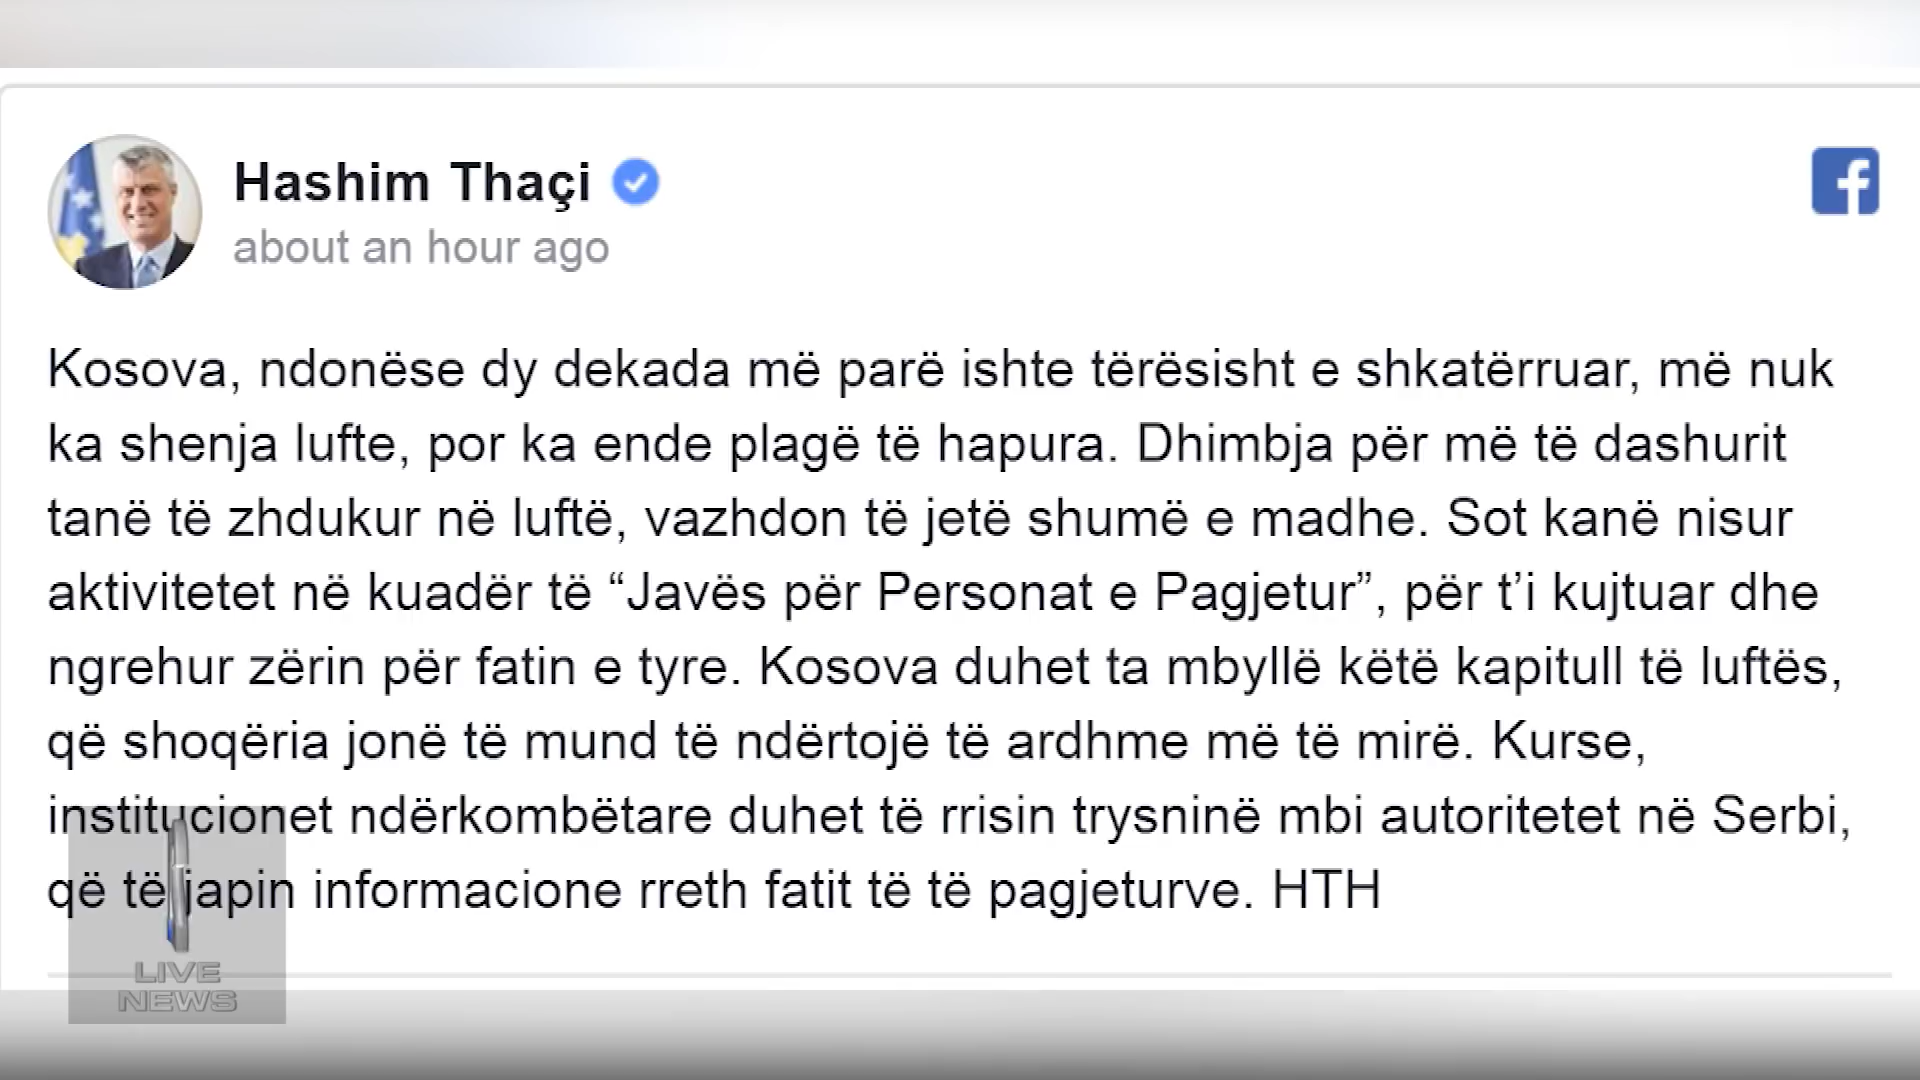 Hashim Thaçi
about an hour ago
Kosova, ndonëse dy dekada më parë ishte tërësisht e shkatërruar, më nuk
ka shenja lufte, por ka ende plagë të hapura. Dhimbja për më të dashurit
tanë të zhdukur në luftë, vazhdon të jetë shumë e madhe. Sot kanë nisur
aktivitetet në kuadër të “Javës për Personat e Pagjetur”, për t’i kujtuar dhe
ngrehur zërin për fatin e tyre. Kosova duhet ta mbyllë këtë kapitull të luftës,
që shoqëria jonë të mund të ndërtojë të ardhme më të mirë. Kurse,
institucionet ndërkombëtare duhet të rrisin trysninë mbi autoritetet në Serbi,
që të japin informacione rreth fatit të të pagjeturve. HTH
LIVE
NEWS